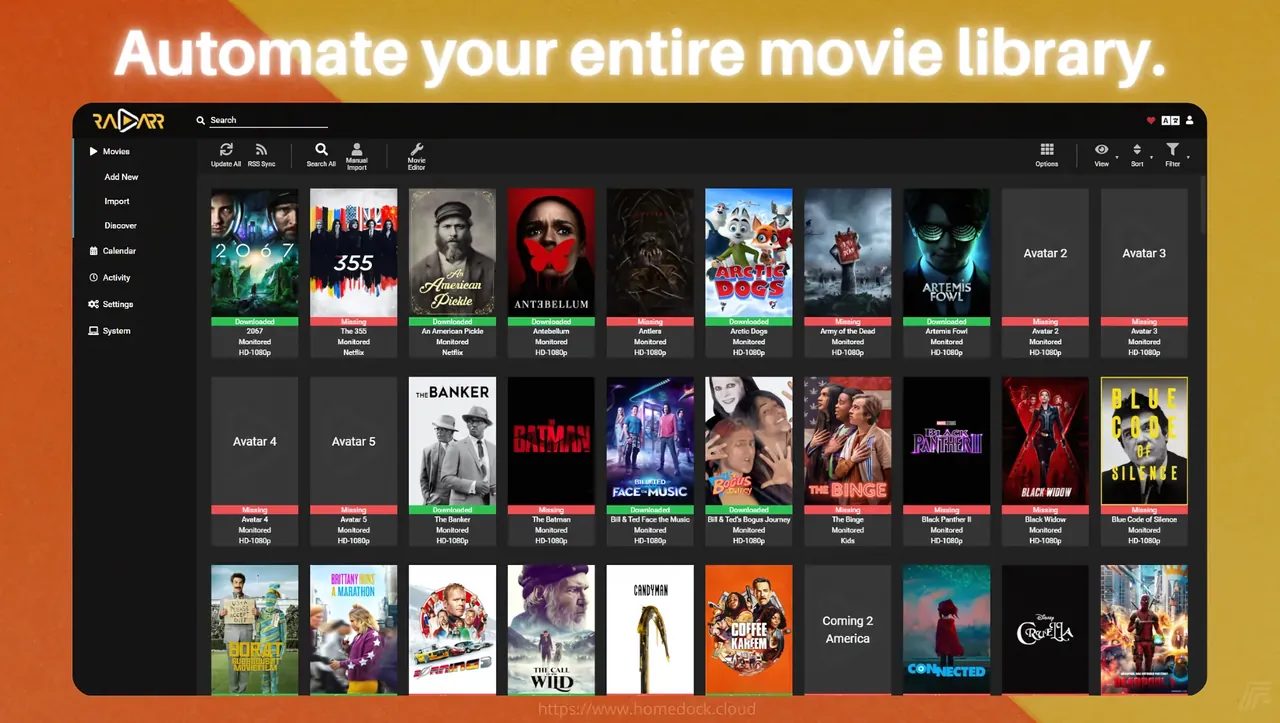 Automate your entire movie library.
RADARR
Search
Movies
Add New
Import
Discover
Calendar
Activity
Settings
System
Update All
RSS Sync
Search All
Manual
Import
Movie
Editor
Options
View
Sort
Filter
2067
355
An
American
Pickle
ANTEBELLUM
ARCTIC
DOGS
ARTEMIS
FOWL
Avatar 2
Avatar 3
Downloaded
2067
Monitored
HD-1080p
Missing
The 355
Monitored
Netflix
Downloaded
An American Pickle
Monitored
Netflix
Downloaded
Antebellum
Monitored
HD-1080p
Missing
Antlers
Monitored
HD-1080p
Downloaded
Arctic Dogs
Monitored
HD-1080p
Missing
Army of the Dead
Monitored
HD-1080p
Downloaded
Artemis Fowl
Monitored
HD-1080p
Missing
Avatar 2
Monitored
HD-1080p
Missing
Avatar 3
Monitored
HD-1080p
Avatar 4
Avatar 5
THE BANKER
BATMAN
BILL & TED
FACE THE MUSIC
BOGUS
THE BINGE
BLACK
PANTHER II
BLACK WIDOW
BLUE
CODE
OF
SILENCE
Missing
Avatar 4
Monitored
HD-1080p
Missing
Avatar 5
Monitored
HD-1080p
Downloaded
The Banker
Monitored
HD-1080p
Missing
The Batman
Monitored
HD-1080p
Downloaded
Bill & Ted Face the Music
Monitored
HD-1080p
Downloaded
Bill & Ted's Bogus Journey
Monitored
HD-1080p
Missing
The Binge
Monitored
Kids
Missing
Black Panther II
Monitored
HD-1080p
Missing
Black Widow
Monitored
HD-1080p
Missing
Blue Code of Silence
Monitored
HD-1080p
BORAT
SUBSEQUENT
MOVIEFILM
BRITTANY RUNS
A MARATHON
THE CALL
WILD
CANDYMAN
COFFEE
KAREEM
Coming 2
America
CONNECTED
Disney
CRUELLA
https://www.homedock.cloud